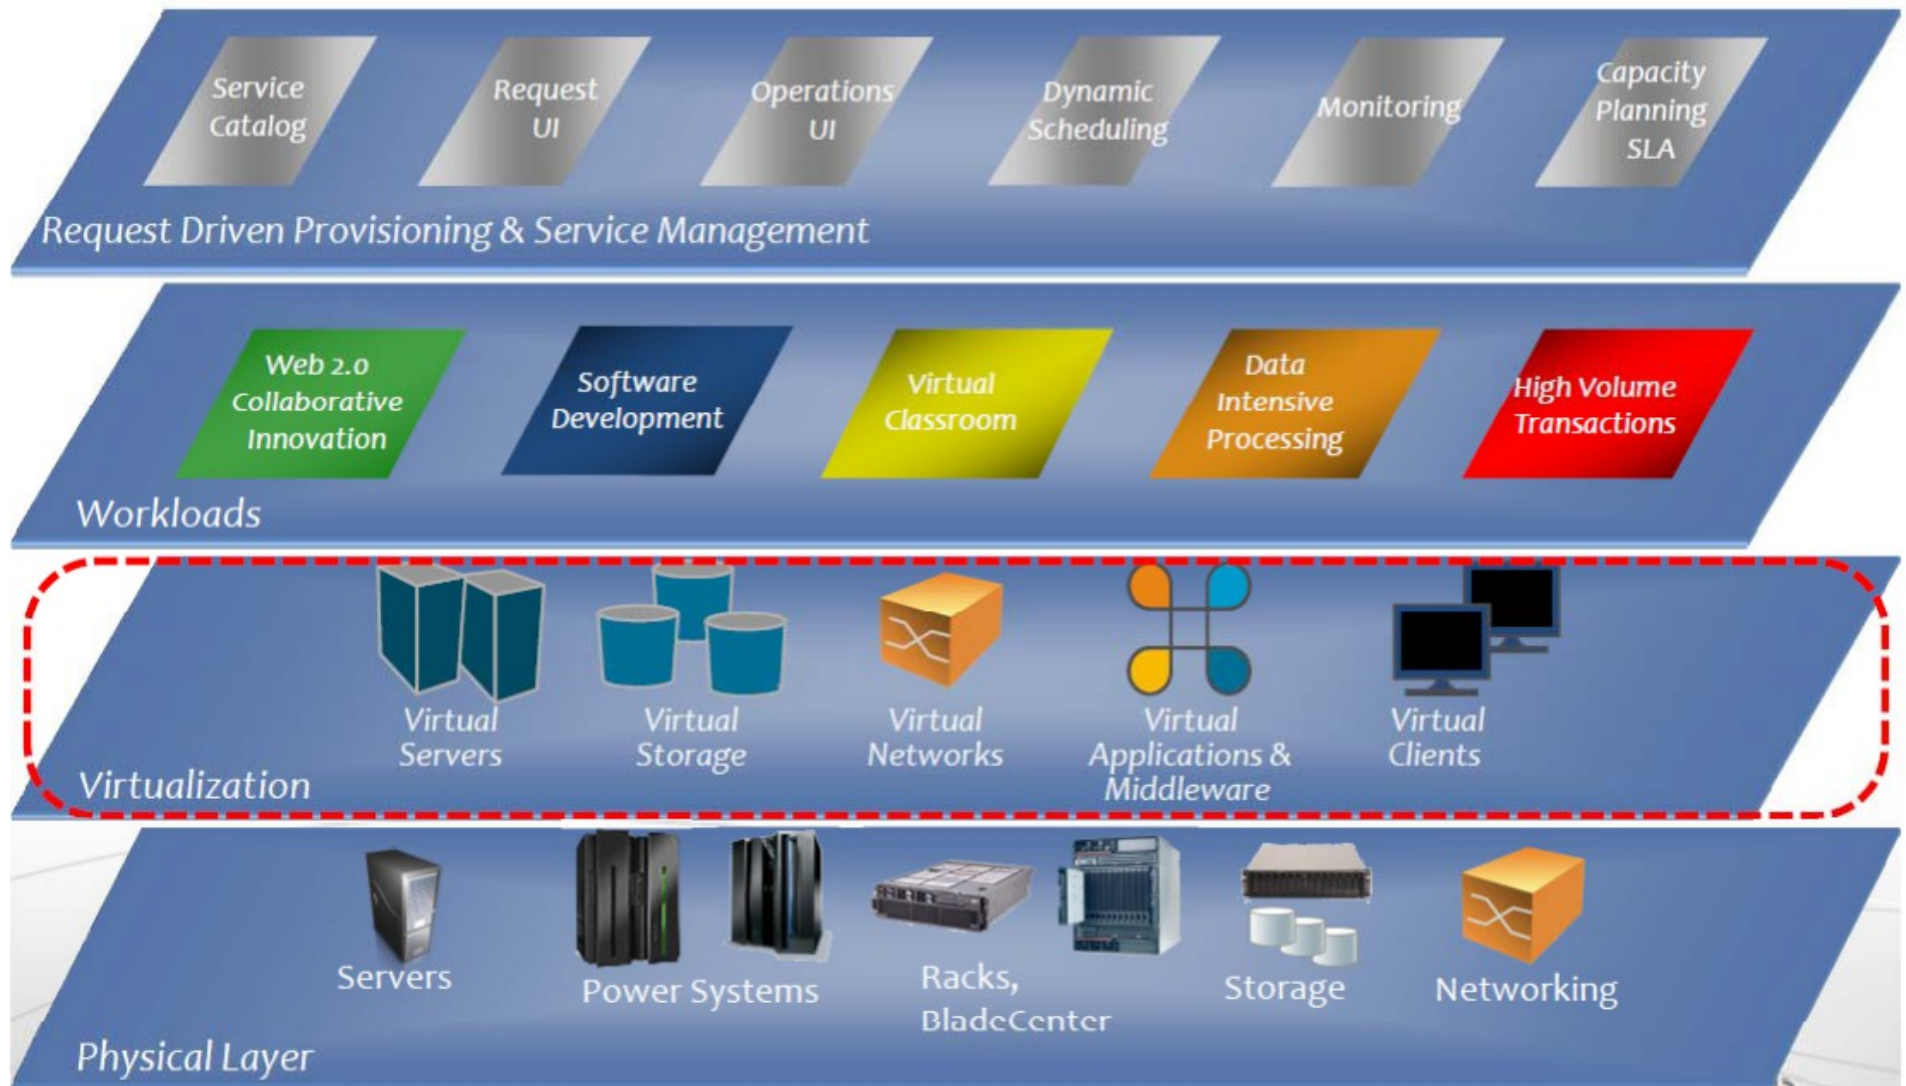 Service
Catalog
Request
UI
Operations
UI
Dynamic
Scheduling
Monitoring
Capacity
Planning
SLA
Request Driven Provisioning & Service Management
Web 2.0
Collaborative
Innovation
Software
Development
Virtual
Classroom
Data
Intensive
Processing
High Volume
Transactions
Workloads
Virtual
Servers
Virtual
Storage
Virtual
Networks
Virtual
Applications &
Middleware
Virtual
Clients
Virtualization
Servers
Power Systems
Racks,
BladeCenter
Storage
Networking
Physical Layer